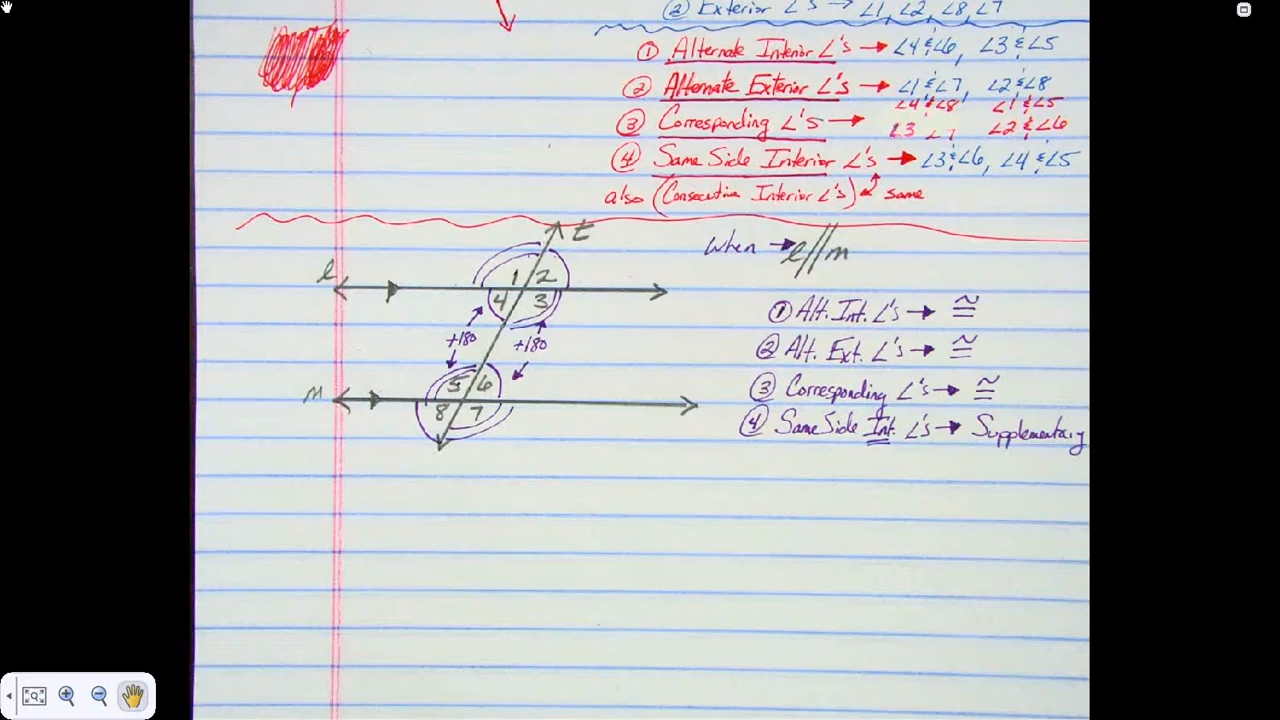 ② Exterior ∠'s → ∠1, ∠2, ∠8, ∠7
① Alternate Interior ∠'s → ∠4 & ∠6, ∠3 & ∠5
② Alternate Exterior ∠'s → ∠1 & ∠7, ∠2 & ∠8
∠4 & ∠8 ∠1 & ∠5
③ Corresponding ∠'s →
∠3 ∠7 ∠2 & ∠6
④ Same Side Interior ∠'s → ∠3 & ∠6, ∠4 & ∠5
also (Consecutive Interior ∠'s) same
t
When → l//m
l
1 2
4 3
① Alt. Int. ∠'s → ≅
+180 +180
② Alt. Ext. ∠'s → ≅
5 6
m
③ Corresponding ∠'s → ≅
8 7
④ Same Side Int. ∠'s → Supplementary